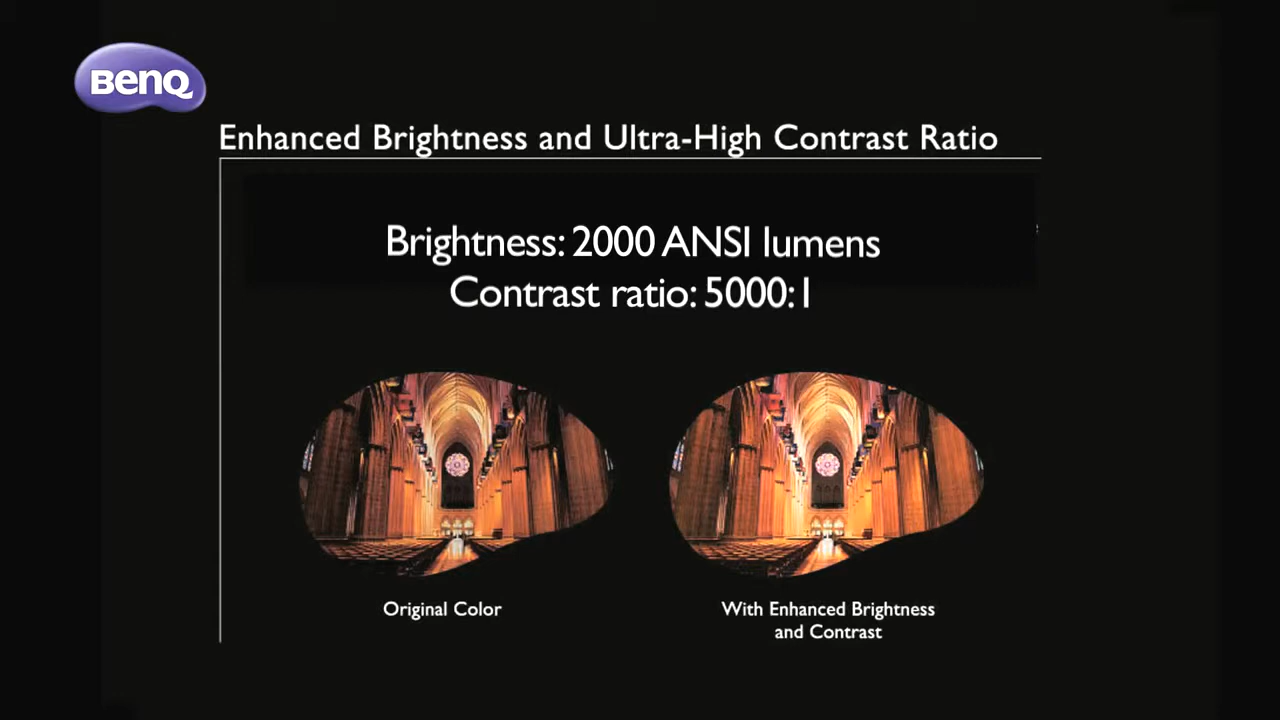 BenQ
Enhanced Brightness and Ultra-High Contrast Ratio
Brightness: 2000 ANSI lumens
Contrast ratio: 5000:1
Original Color
With Enhanced Brightness
and Contrast